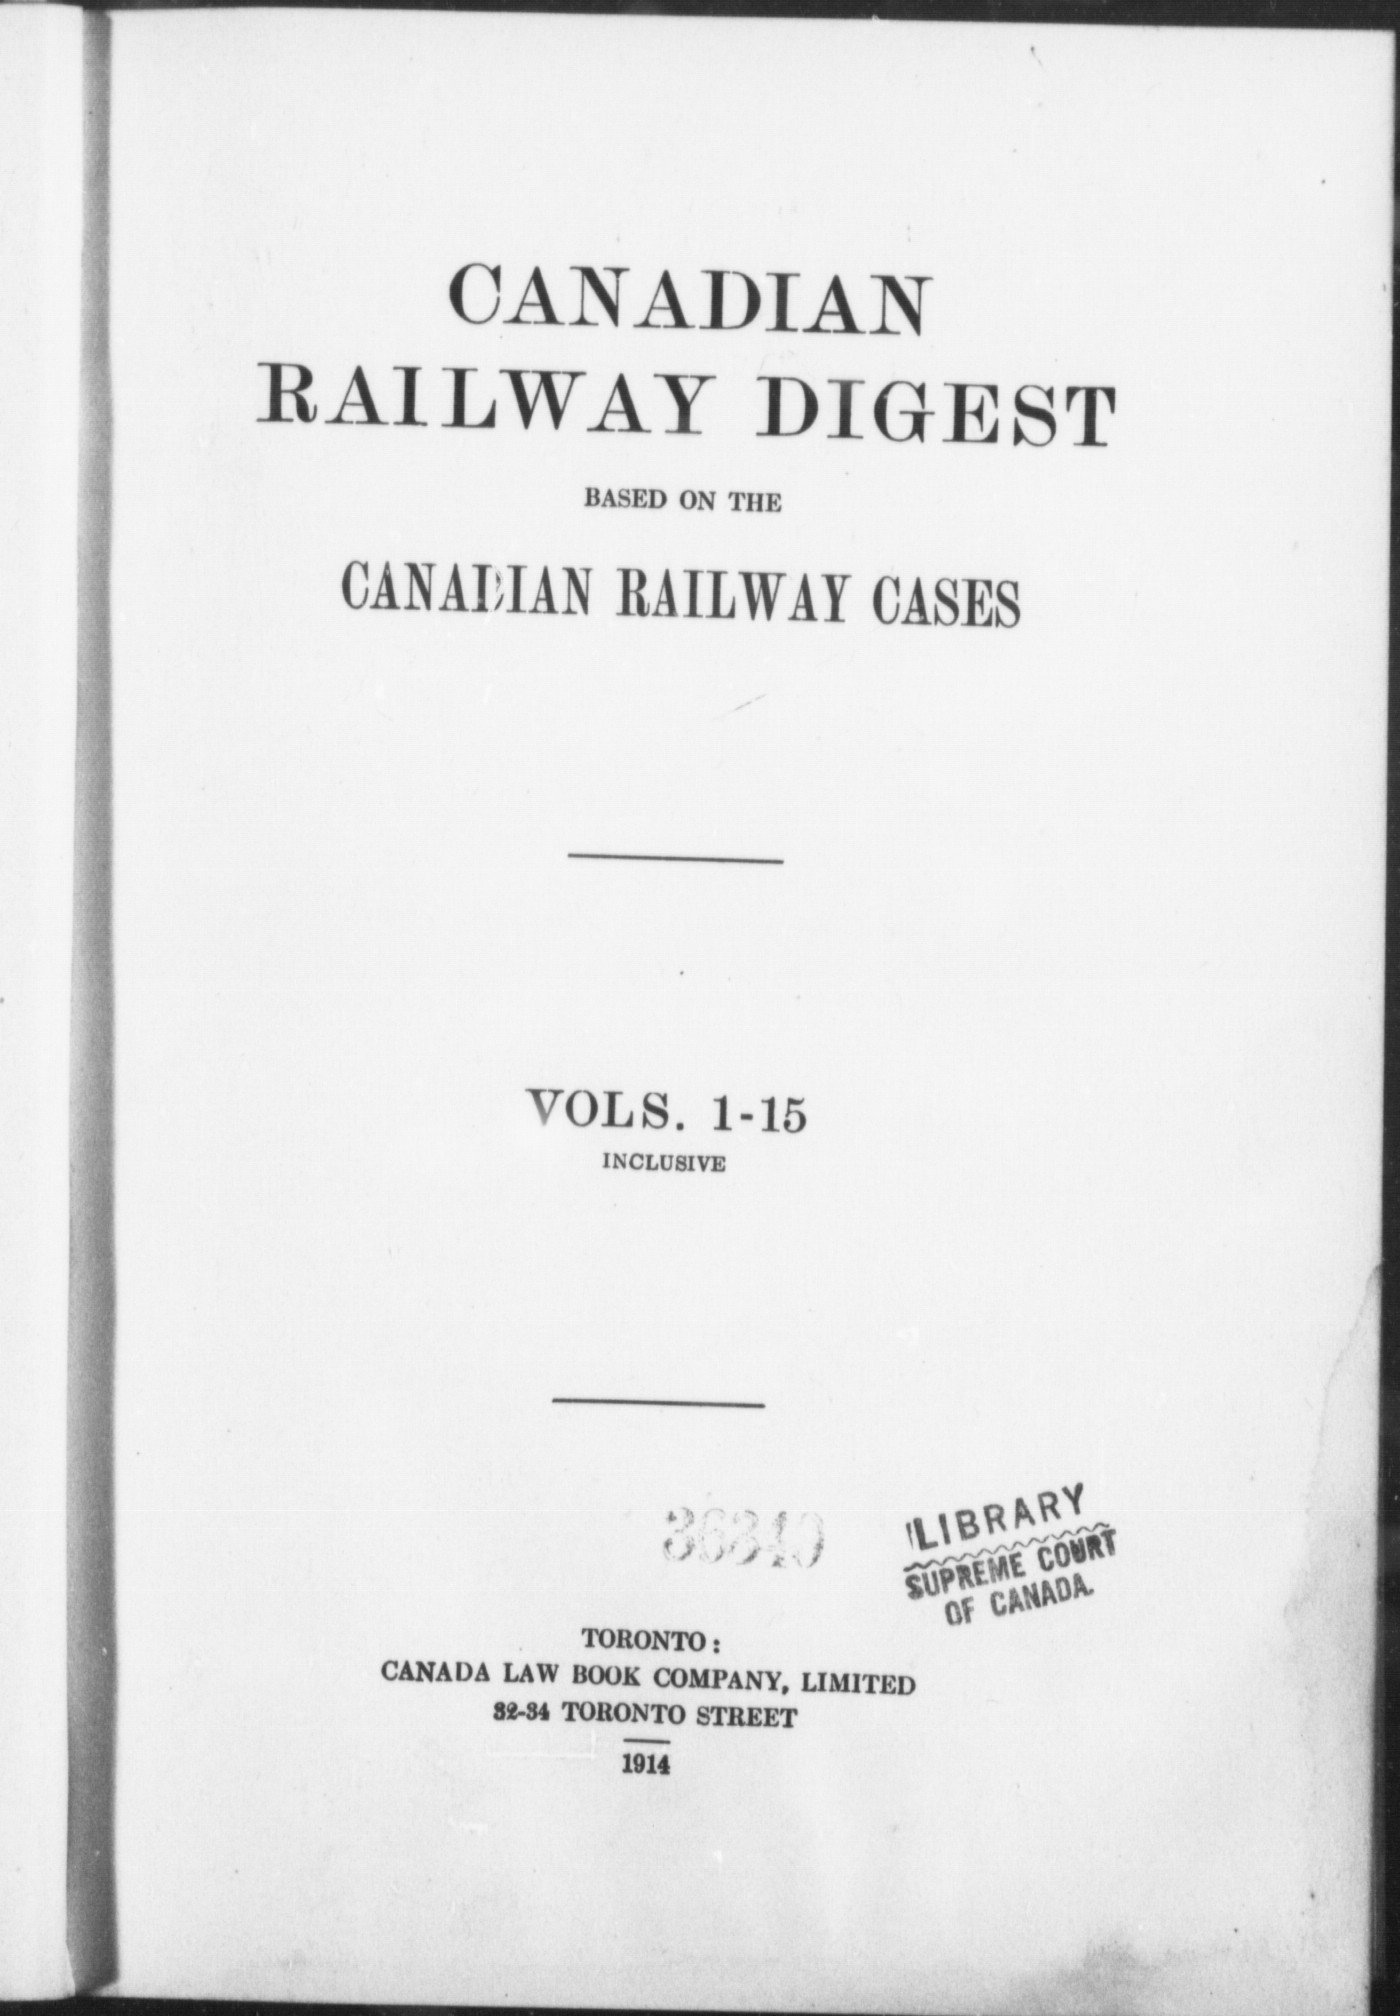 CANADIAN
RAILWAY DIGEST
BASED ON THE
CANADIAN RAILWAY CASES
VOLS. 1-15
INCLUSIVE
36340
LIBRARY
SUPREME COURT
OF CANADA.
TORONTO:
CANADA LAW BOOK COMPANY, LIMITED
32-34 TORONTO STREET
1914